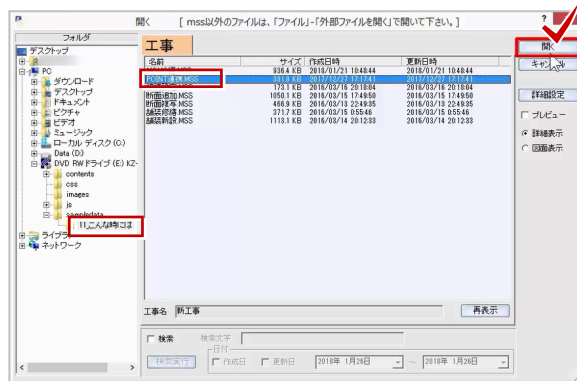 開く [ mss以外のファイルは、「ファイル」-「外部ファイルを開く」で開いて下さい。]
?
フォルダ
デスクトップ
PC
ダウンロード
デスクトップ
ドキュメント
ピクチャ
ビデオ
ミュージック
ローカル ディスク (C:)
Data (D:)
DVD RW ドライブ (E:) KZ-
contents
css
images
js
sampledata
11_こんな時には
ライブラ
ネットワーク
工事
名前 サイズ 作成日時 更新日時
936.4 KB 2018/01/21 10:48:44 2018/01/21 10:48:44
POINT連携.MSS 331.8 KB 2017/12/27 17:17:41 2017/12/27 17:17:41
173.1 KB 2016/03/16 20:18:04 2016/03/16 20:18:04
断面追加.MSS 1050.1 KB 2016/03/15 17:49:50 2016/03/15 17:49:50
断面複写.MSS 466.9 KB 2016/03/13 22:49:35 2016/03/13 22:49:35
舗装修繕.MSS 371.7 KB 2016/03/15 0:55:46 2016/03/15 0:55:46
舗装新設.MSS 1113.1 KB 2016/03/14 20:12:33 2016/03/14 20:12:33
開く
キャンセル
詳細設定
プレビュー
詳細表示
図面表示
工事名 新工事
再表示
検索 検索文字
日付
検索実行 作成日 更新日 2018年 1月26日 ~ 2018年 1月26日